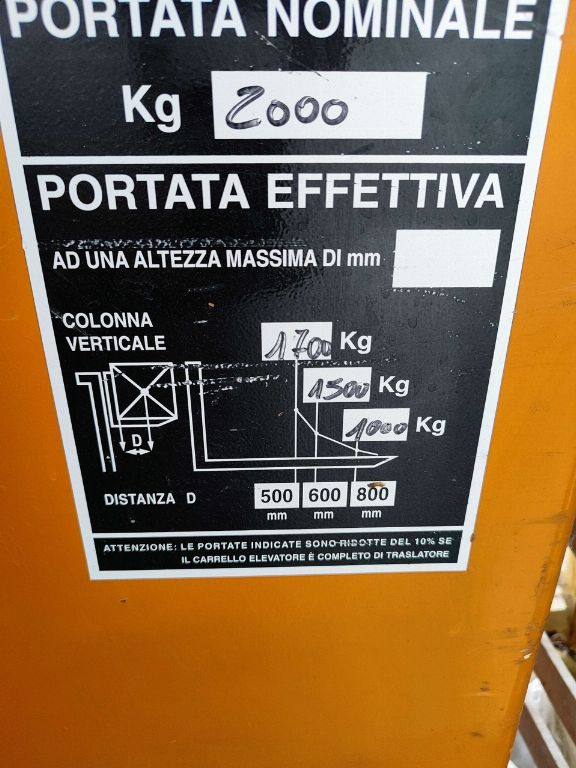 PORTATA NOMINALE
Kg 2000
PORTATA EFFETTIVA
AD UNA ALTEZZA MASSIMA DI mm
COLONNA
VERTICALE
1700 Kg
1500 Kg
1000 Kg
D
DISTANZA D
500 600 800
mm mm mm
ATTENZIONE: LE PORTATE INDICATE SONO RIDOTTE DEL 10% SE
IL CARRELLO ELEVATORE È COMPLETO DI TRASLATORE